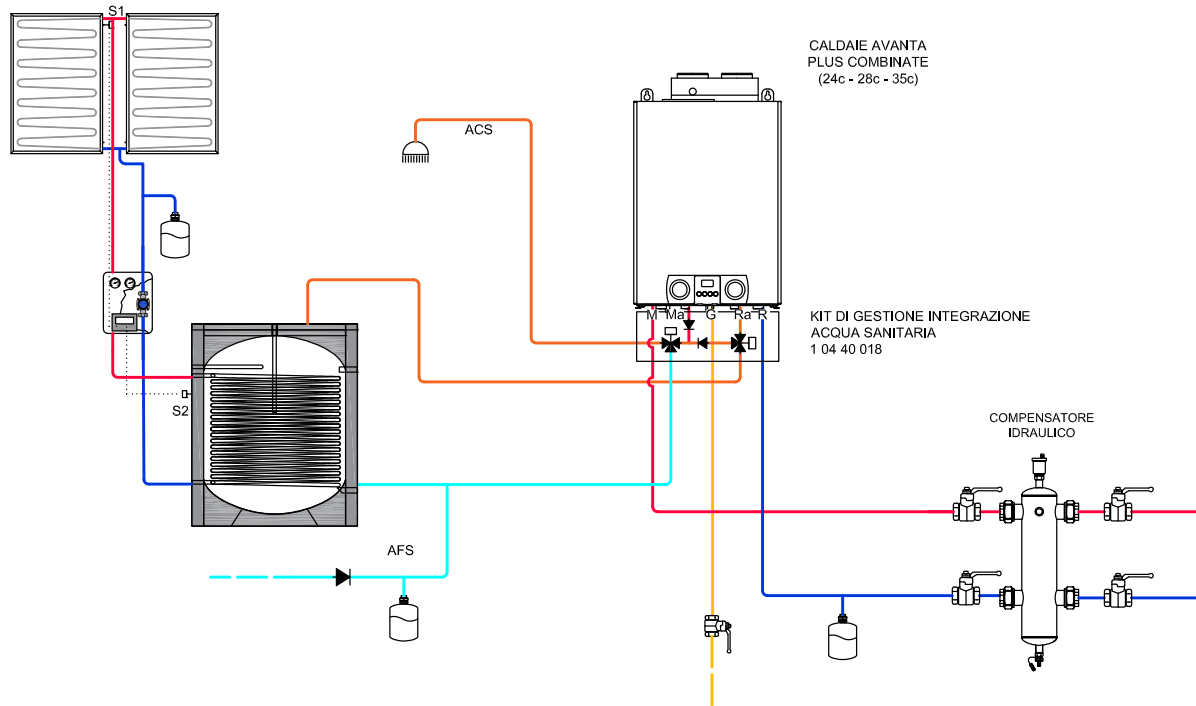 S1
CALDAIE AVANTA
PLUS COMBINATE
(24c - 28c - 35c)
ACS
M Ma G Ra R
KIT DI GESTIONE INTEGRAZIONE
ACQUA SANITARIA
1 04 40 018
S2
COMPENSATORE
IDRAULICO
AFS